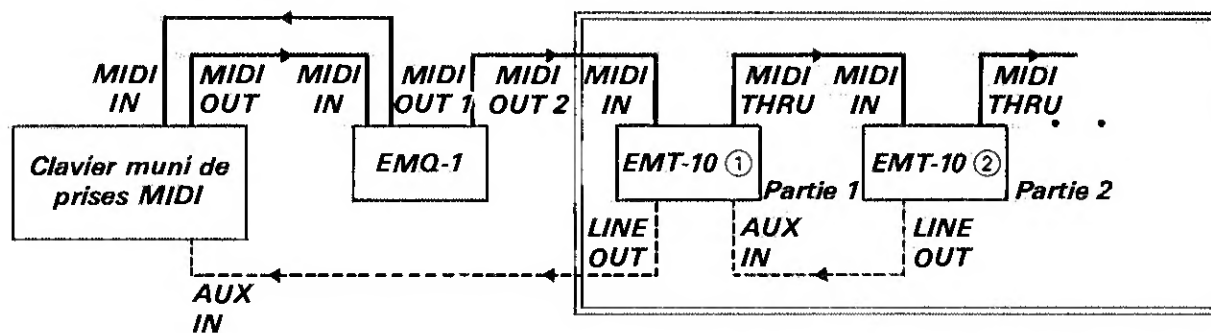 MIDI
IN
MIDI
OUT
MIDI
IN
MIDI
OUT 1
MIDI
OUT 2
MIDI
IN
MIDI
THRU
MIDI
IN
MIDI
THRU
Clavier muni de
prises MIDI
EMQ-1
EMT-10 ①
Partie 1
EMT-10 ②
Partie 2
LINE
OUT
AUX
IN
LINE
OUT
AUX
IN